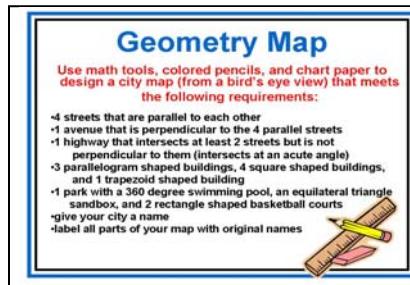 Geometry Map
Use math tools, colored pencils, and chart paper to
design a city map (from a bird's eye view) that meets
the following requirements:
•4 streets that are parallel to each other
•1 avenue that is perpendicular to the 4 parallel streets
•1 highway that intersects at least 2 streets but is not
perpendicular to them (intersects at an acute angle)
•3 parallelogram shaped buildings, 4 square shaped buildings,
and 1 trapezoid shaped building
•1 park with a 360 degree swimming pool, an equilateral triangle
sandbox, and 2 rectangle shaped basketball courts
•give your city a name
•label all parts of your map with original names